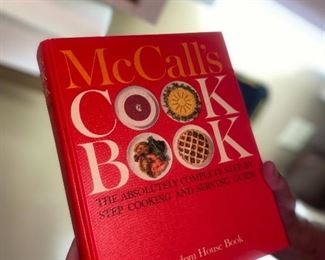 McCall's
COOK
BOOK
THE ABSOLUTELY COMPLETE STEP BY
STEP COOKING AND SERVING GUIDE
House Book